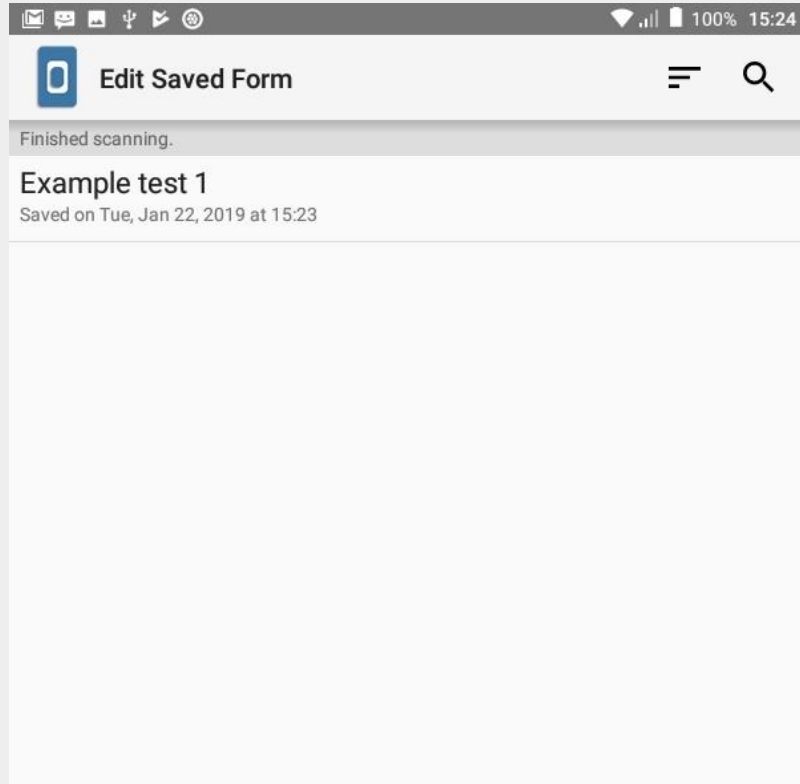 100% 15:24
Edit Saved Form
Finished scanning.
Example test 1
Saved on Tue, Jan 22, 2019 at 15:23